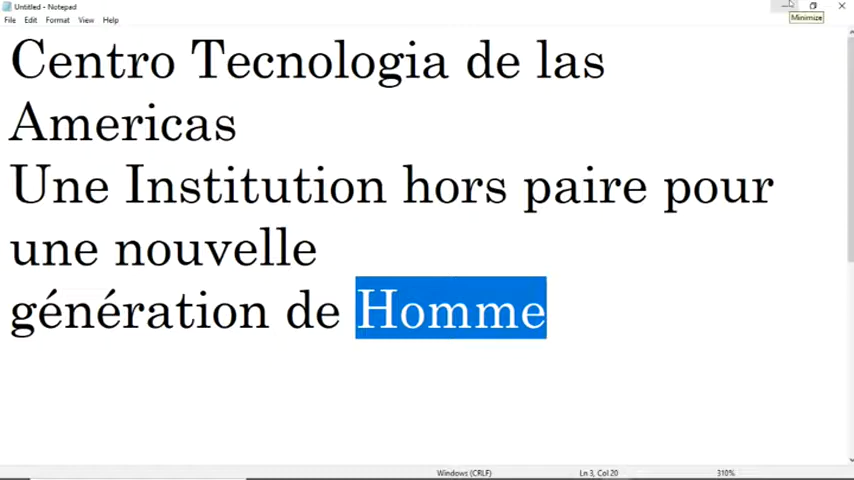 Untitled - Notepad
File Edit Format View Help
Minimize
Centro Tecnologia de las
Americas
Une Institution hors paire pour
une nouvelle
génération de Homme
Windows (CRLF) Ln 3, Col 20 310%